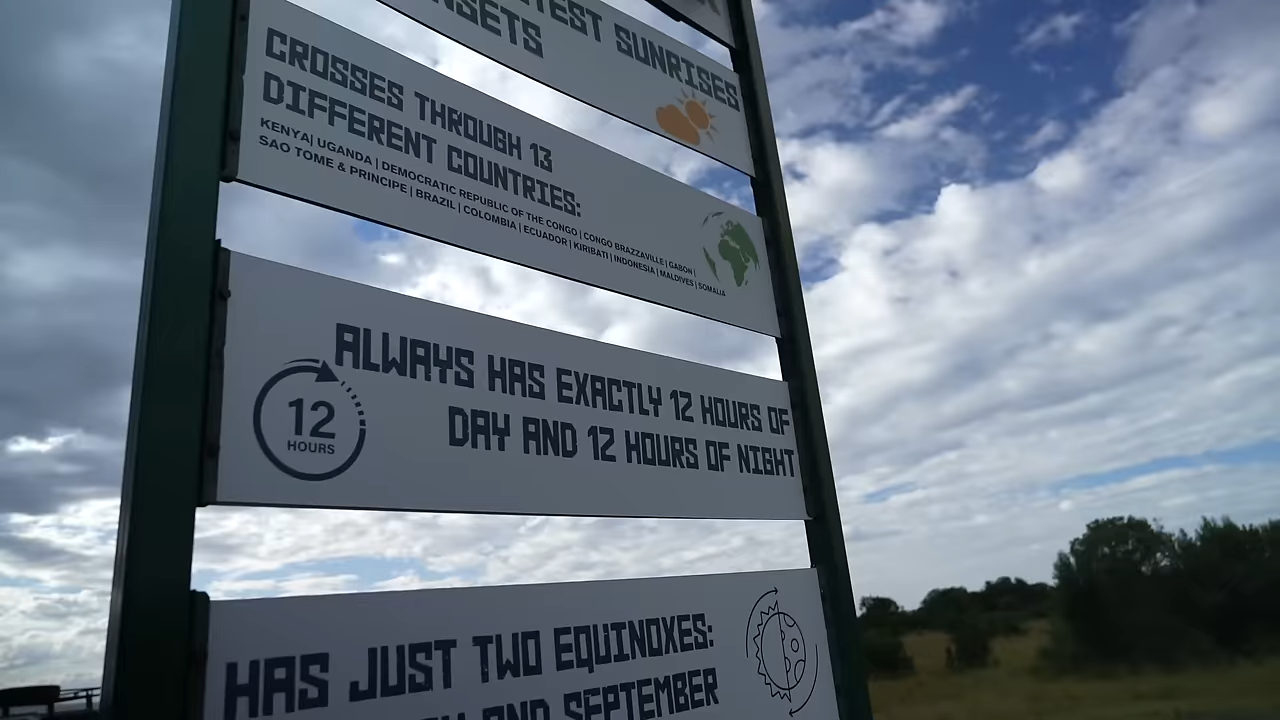 TEST SUNRISES
NSETS
CROSSES THROUGH 13
DIFFERENT COUNTRIES:
KENYA| UGANDA | DEMOCRATIC REPUBLIC OF THE CONGO | CONGO BRAZZAVILLE | GABON |
SAO TOME & PRINCIPE | BRAZIL | COLOMBIA | ECUADOR | KIRIBATI | INDONESIA | MALDIVES | SOMALIA
ALWAYS HAS EXACTLY 12 HOURS OF
DAY AND 12 HOURS OF NIGHT
12
HOURS
HAS JUST TWO EQUINOXES:
AND SEPTEMBER